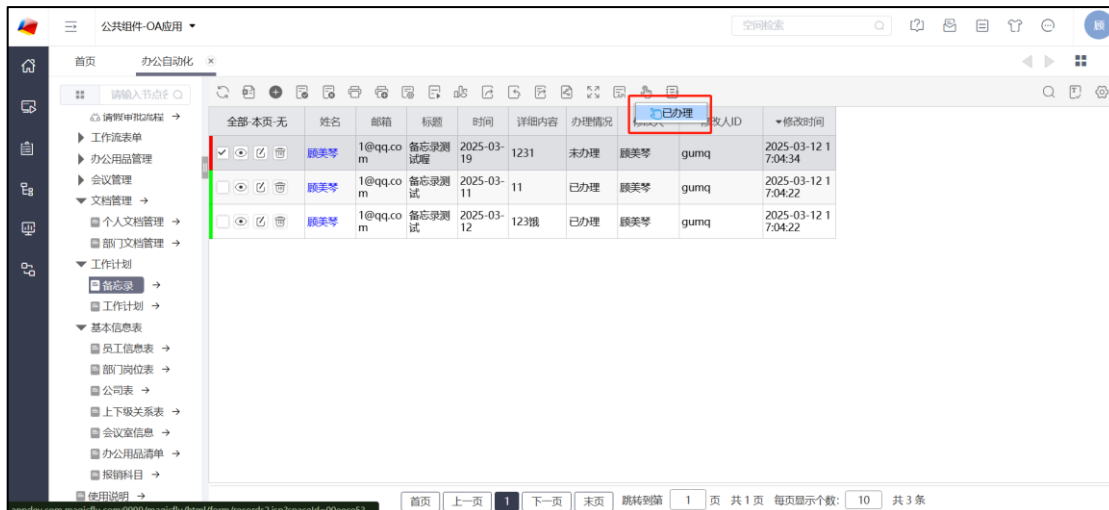 公共组件-OA应用
空间检索
顾
首页
办公自动化
请输入节点名
请假审批流程
工作流表单
办公用品管理
会议管理
文档管理
个人文档管理
部门文档管理
工作计划
备忘录
工作计划
基本信息表
员工信息表
部门岗位表
公司表
上下级关系表
会议室信息
办公用品清单
报销科目
使用说明
已办理
全部-本页-无 姓名 邮箱 标题 时间 详细内容 办理情况 修改人 修改人ID 修改时间
顾美琴 1@qq.com 备忘录测试喔 2025-03-19 1231 未办理 顾美琴 gumq 2025-03-12 17:04:34
顾美琴 1@qq.com 备忘录测试 2025-03-11 11 已办理 顾美琴 gumq 2025-03-12 17:04:22
顾美琴 1@qq.com 备忘录测试 2025-03-12 123饿 已办理 顾美琴 gumq 2025-03-12 17:04:22
首页 上一页 1 下一页 末页 跳转到第 1 页 共1页 每页显示个数: 10 共3条